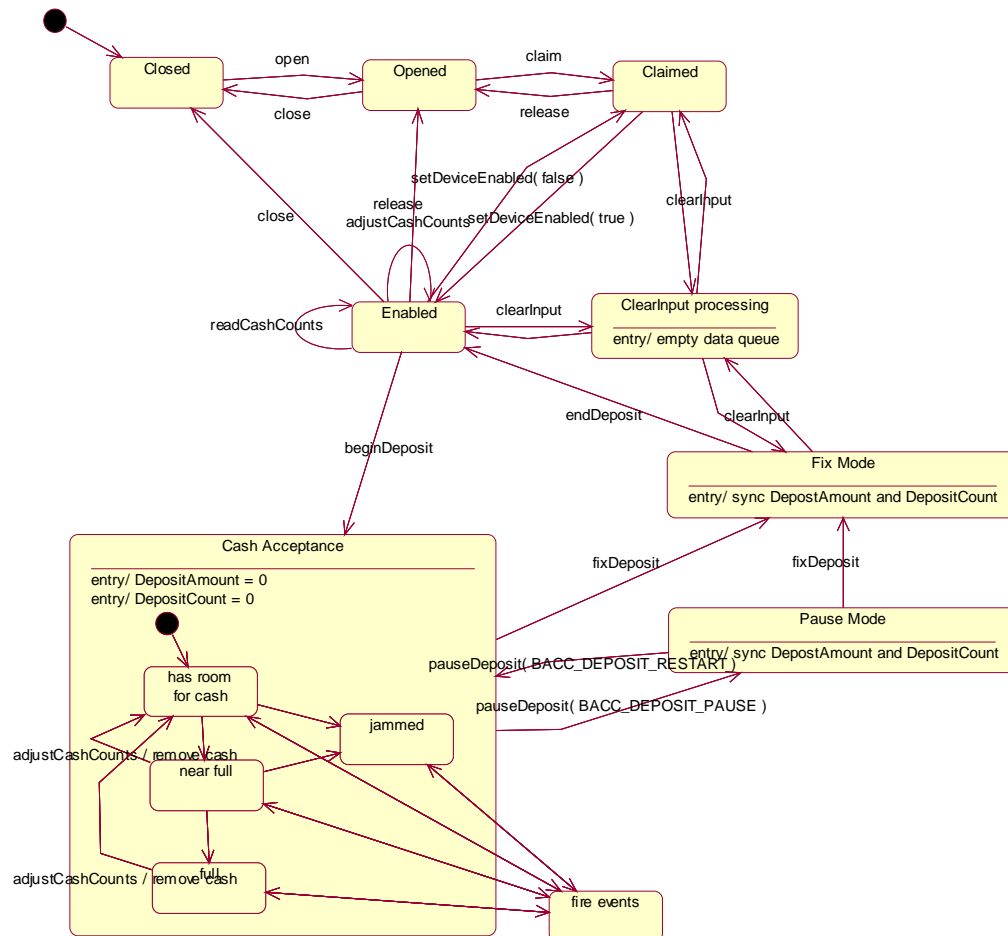 Closed
open
Opened
claim
Claimed
close
release
setDeviceEnabled( false )
clearInput
release
adjustCashCounts
setDeviceEnabled( true )
close
Enabled
clearInput
ClearInput processing
readCashCounts
entry/ empty data queue
endDeposit
clearInput
beginDeposit
Fix Mode
entry/ sync DepostAmount and DepositCount
Cash Acceptance
fixDeposit
fixDeposit
entry/ DepositAmount = 0
entry/ DepositCount = 0
Pause Mode
entry/ sync DepostAmount and DepositCount
pauseDeposit( BACC_DEPOSIT_RESTART )
has room
for cash
pauseDeposit( BACC_DEPOSIT_PAUSE )
jammed
adjustCashCounts / remove cash
near full
full
adjustCashCounts / remove cash
fire events